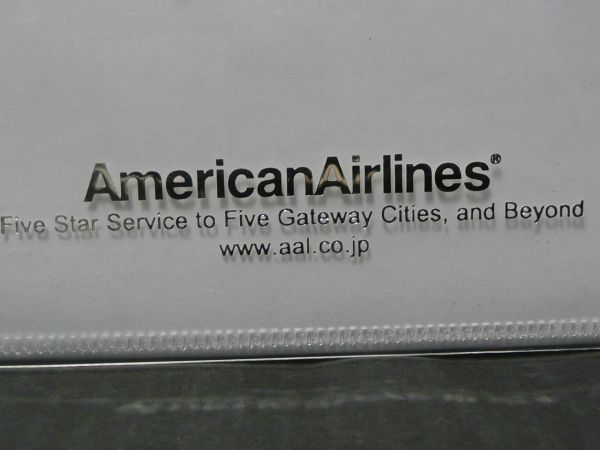 AmericanAirlines®
Five Star Service to Five Gateway Cities, and Beyond
www.aal.co.jp